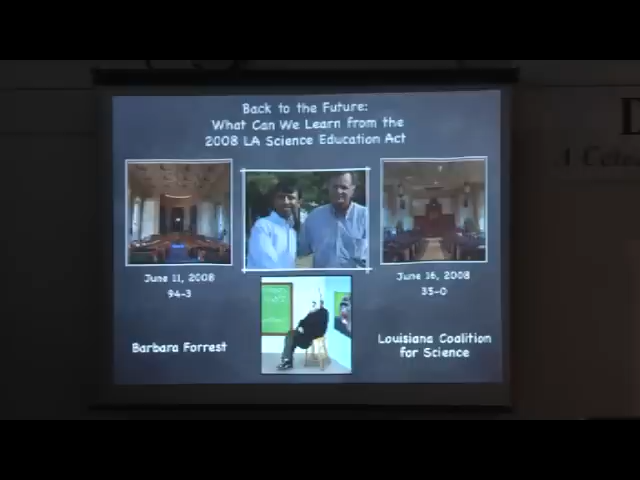 Back to the Future:
What Can We Learn from the
2008 LA Science Education Act
June 11, 2008
94-3
June 16, 2008
35-0
Barbara Forrest
Louisiana Coalition
for Science